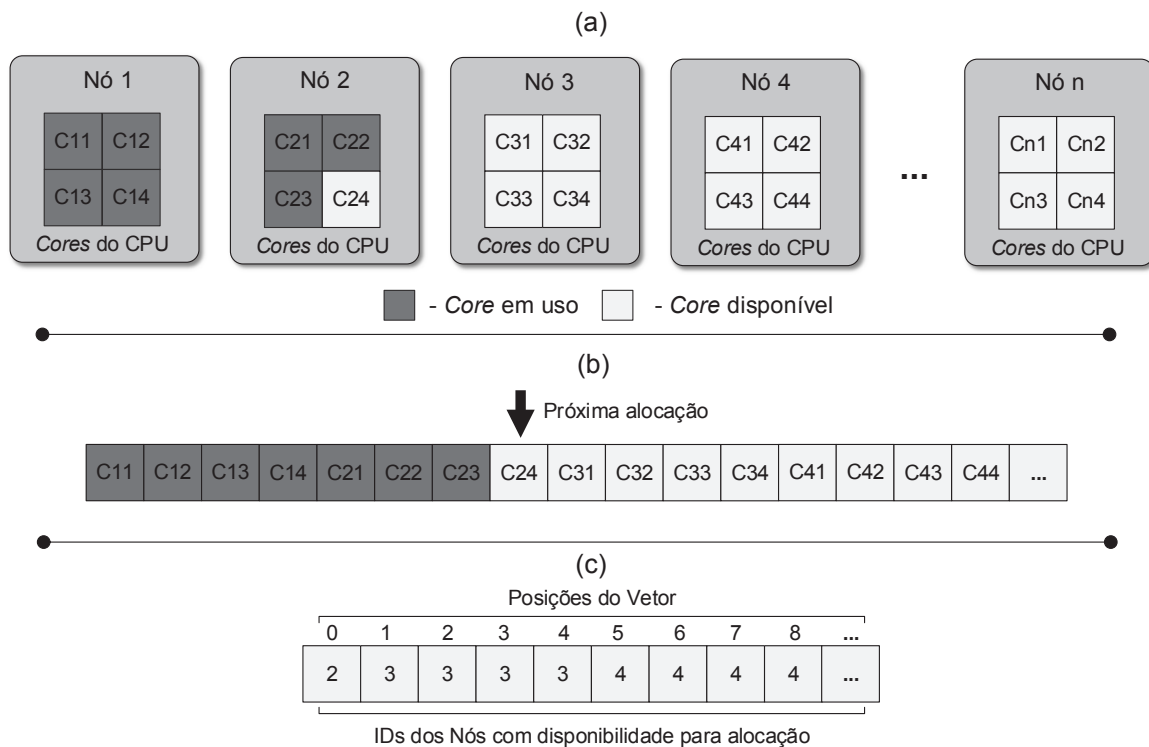 (a)
Nó 1 Nó 2 Nó 3 Nó 4 Nó n
C11 C12 C21 C22 C31 C32 C41 C42 Cn1 Cn2
...
C13 C14 C23 C24 C33 C34 C43 C44 Cn3 Cn4
Cores do CPU Cores do CPU Cores do CPU Cores do CPU Cores do CPU
- Core em uso - Core disponível
(b)
Próxima alocação
C11 C12 C13 C14 C21 C22 C23 C24 C31 C32 C33 C34 C41 C42 C43 C44 ...
(c)
Posições do Vetor
0 1 2 3 4 5 6 7 8 ...
2 3 3 3 3 4 4 4 4 ...
IDs dos Nós com disponibilidade para alocação